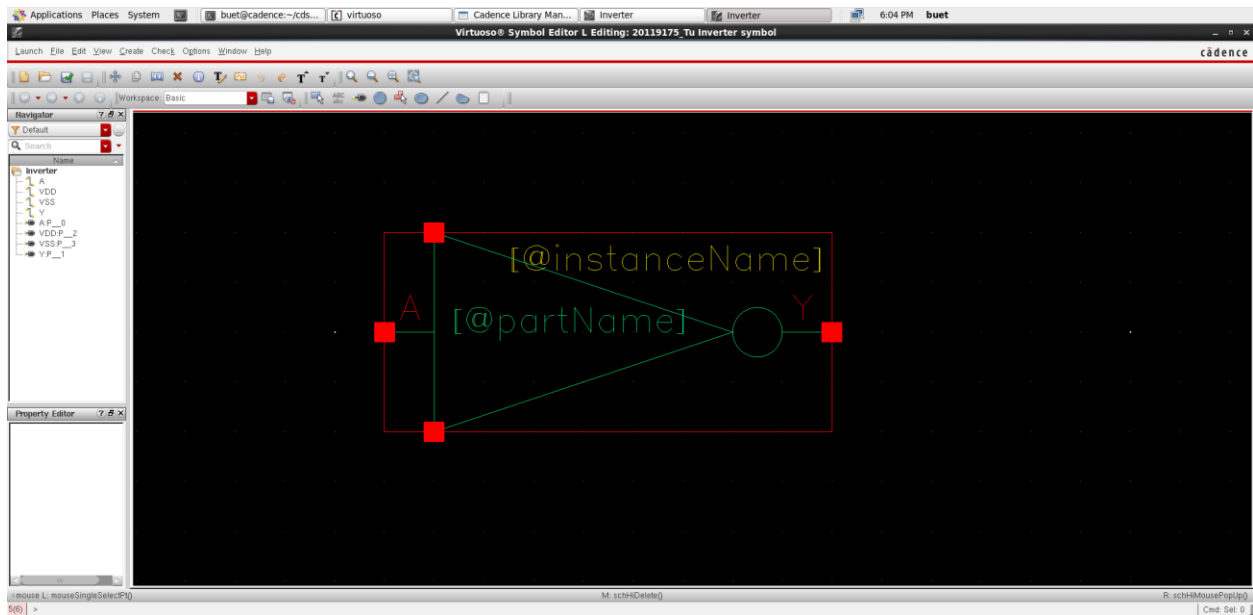 Applications Places System buet@cadence:~/cds... virtuoso Cadence Library Man... Inverter Inverter 6:04 PM buet
Virtuoso® Symbol Editor L Editing: 20119175_Tu Inverter symbol
Launch File Edit View Create Check Options Window Help cādence
Workspace: Basic
Navigator
Default
Search
Name
Inverter
A
VDD
VSS
Y
A:P__0
VDD:P__2
VSS:P__3
Y:P__1
[@instanceName]
A
Y
[@partName]
Property Editor
mouse L: mouseSingleSelectPt() M: schHiDelete() R: schHiMousePopUp()
5(6) > Cmd: Sel: 0